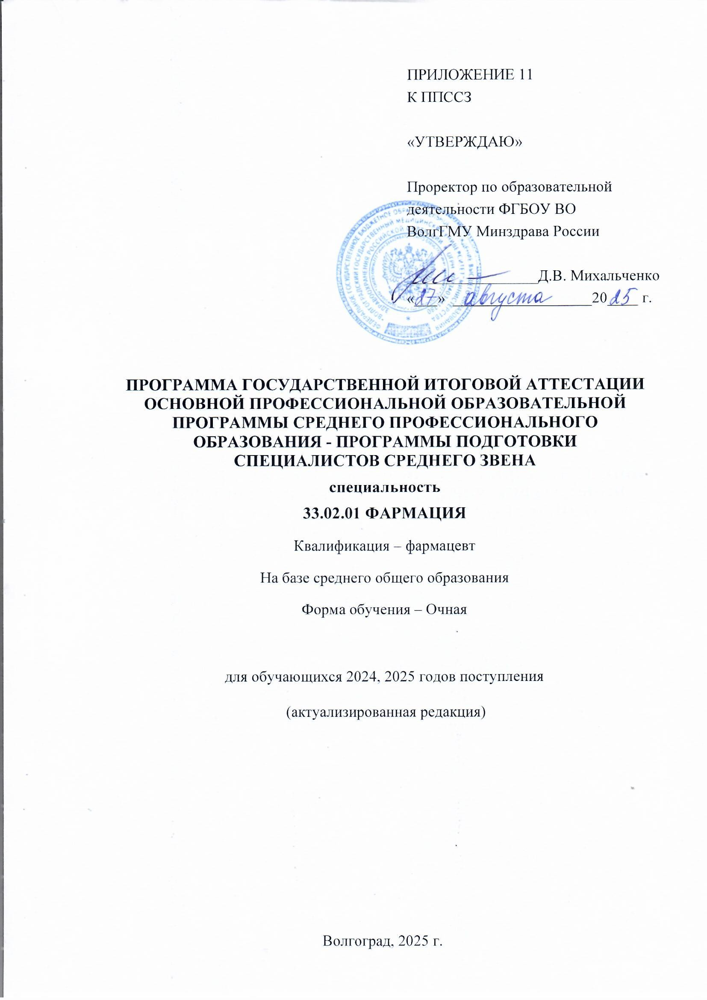 ПРИЛОЖЕНИЕ 11
К ППССЗ
«УТВЕРЖДАЮ»
Проректор по образовательной
деятельности ФГБОУ ВО
ВолгГМУ Минздрава России
Д.В. Михальченко
«27» августа 2025 г.
ПРОГРАММА ГОСУДАРСТВЕННОЙ ИТОГОВОЙ АТТЕСТАЦИИ
ОСНОВНОЙ ПРОФЕССИОНАЛЬНОЙ ОБРАЗОВАТЕЛЬНОЙ
ПРОГРАММЫ СРЕДНЕГО ПРОФЕССИОНАЛЬНОГО
ОБРАЗОВАНИЯ - ПРОГРАММЫ ПОДГОТОВКИ
СПЕЦИАЛИСТОВ СРЕДНЕГО ЗВЕНА
специальность
33.02.01 ФАРМАЦИЯ
Квалификация – фармацевт
На базе среднего общего образования
Форма обучения – Очная
для обучающихся 2024, 2025 годов поступления
(актуализированная редакция)
Волгоград, 2025 г.